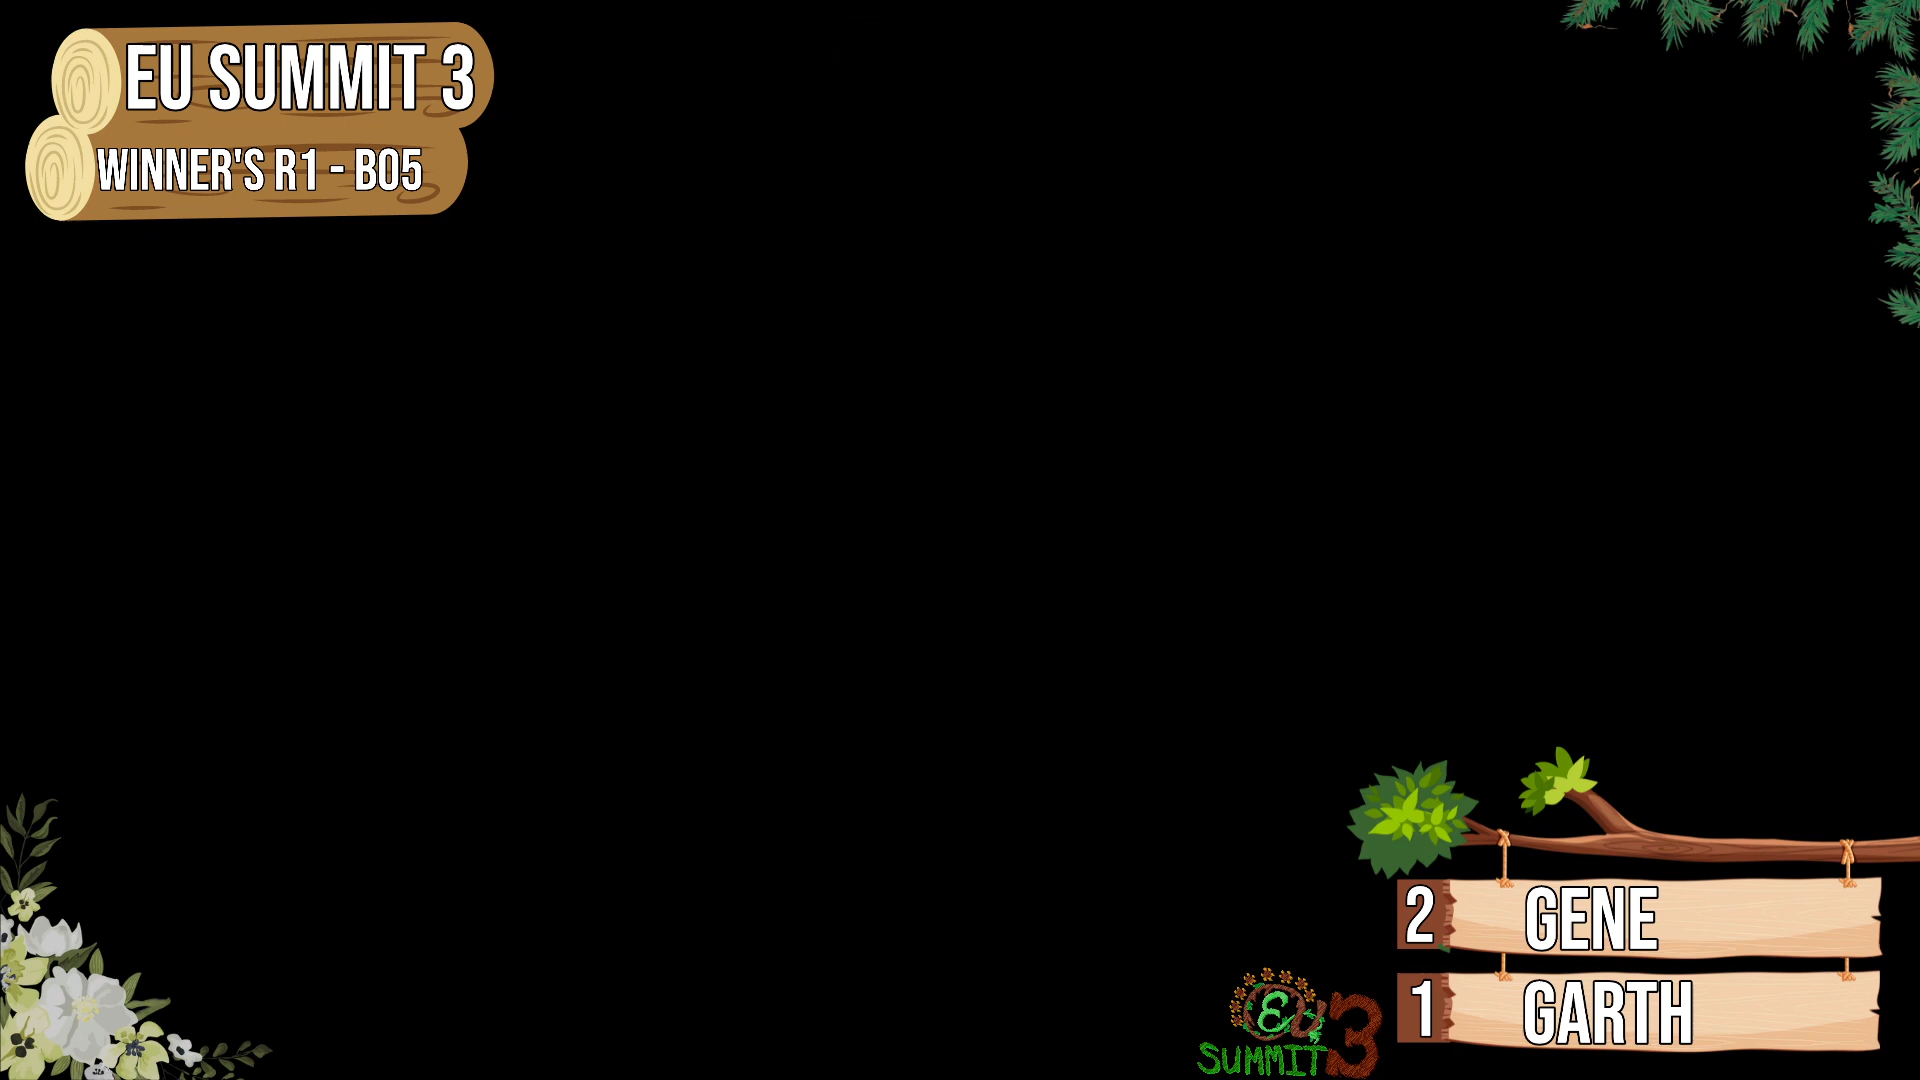 EU SUMMIT 3
WINNER'S R1 - BO5
2 GENE
1 GARTH
EU 3
SUMMIT